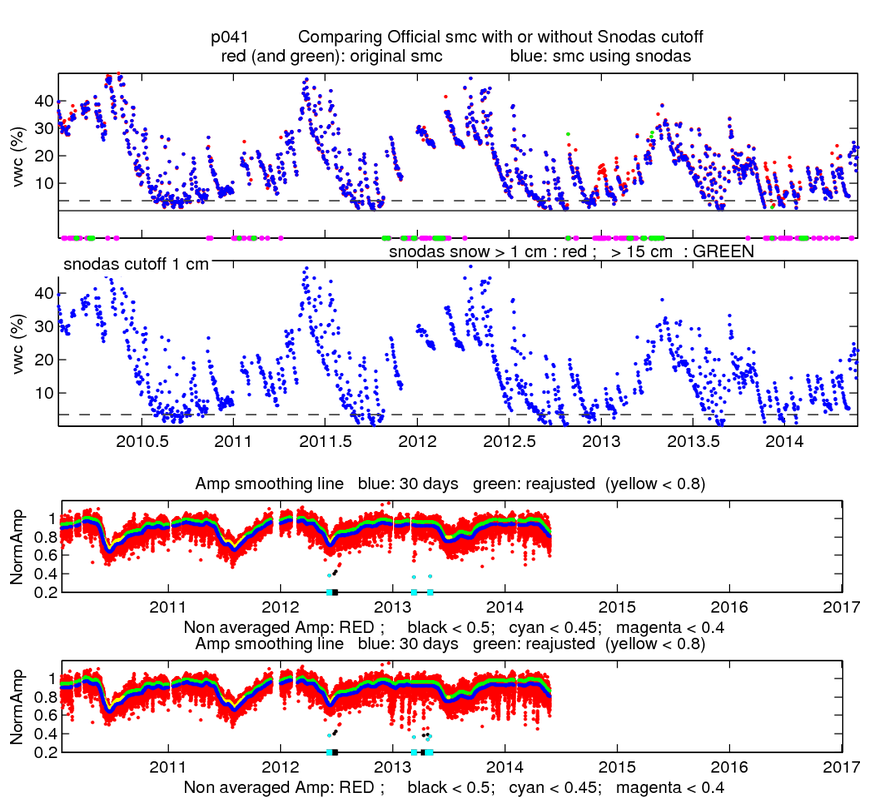 p041 Comparing Official smc with or without Snodas cutoff
red (and green): original smc blue: smc using snodas
vwc (%)
40
30
20
10
snodas snow > 1 cm : red ; > 15 cm : GREEN
snodas cutoff 1 cm
vwc (%)
40
30
20
10
2010.5 2011 2011.5 2012 2012.5 2013 2013.5 2014
Amp smoothing line blue: 30 days green: reajusted (yellow < 0.8)
NormAmp
1
0.8
0.6
0.4
0.2
2011 2012 2013 2014 2015 2016 2017
Non averaged Amp: RED ; black < 0.5; cyan < 0.45; magenta < 0.4
Amp smoothing line blue: 30 days green: reajusted (yellow < 0.8)
NormAmp
1
0.8
0.6
0.4
0.2
2011 2012 2013 2014 2015 2016 2017
Non averaged Amp: RED ; black < 0.5; cyan < 0.45; magenta < 0.4